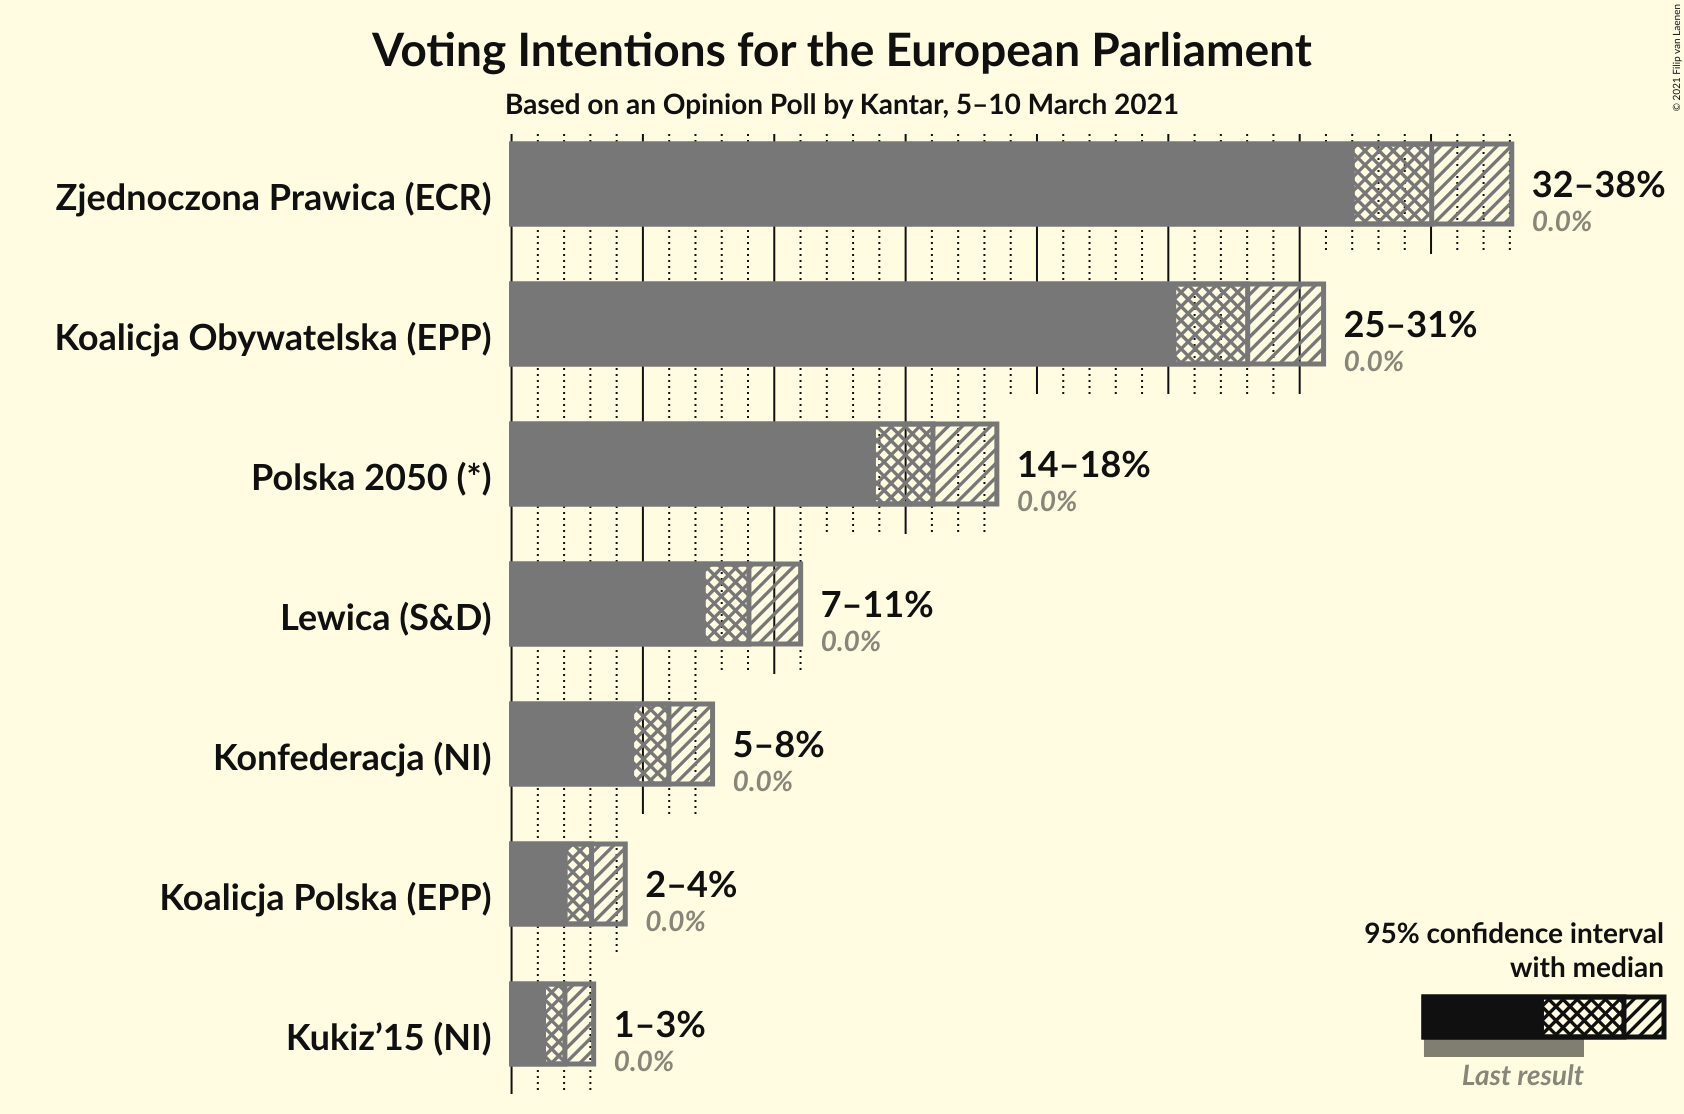 Voting Intentions for the European Parliament
Based on an Opinion Poll by Kantar, 5–10 March 2021
© 2021 Filip van Laenen
Zjednoczona Prawica (ECR)
32–38%
0.0%
Koalicja Obywatelska (EPP)
25–31%
0.0%
Polska 2050 (*)
14–18%
0.0%
Lewica (S&D)
7–11%
0.0%
Konfederacja (NI)
5–8%
0.0%
Koalicja Polska (EPP)
2–4%
0.0%
Kukiz’15 (NI)
1–3%
0.0%
95% confidence interval
with median
Last result